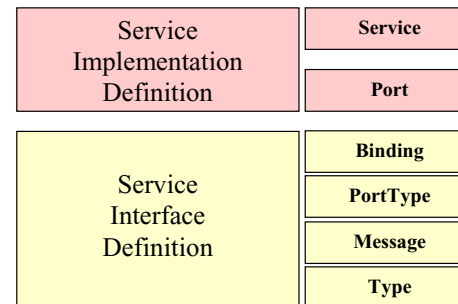 Service
Implementation
Definition
Service
Port
Service
Interface
Definition
Binding
PortType
Message
Type